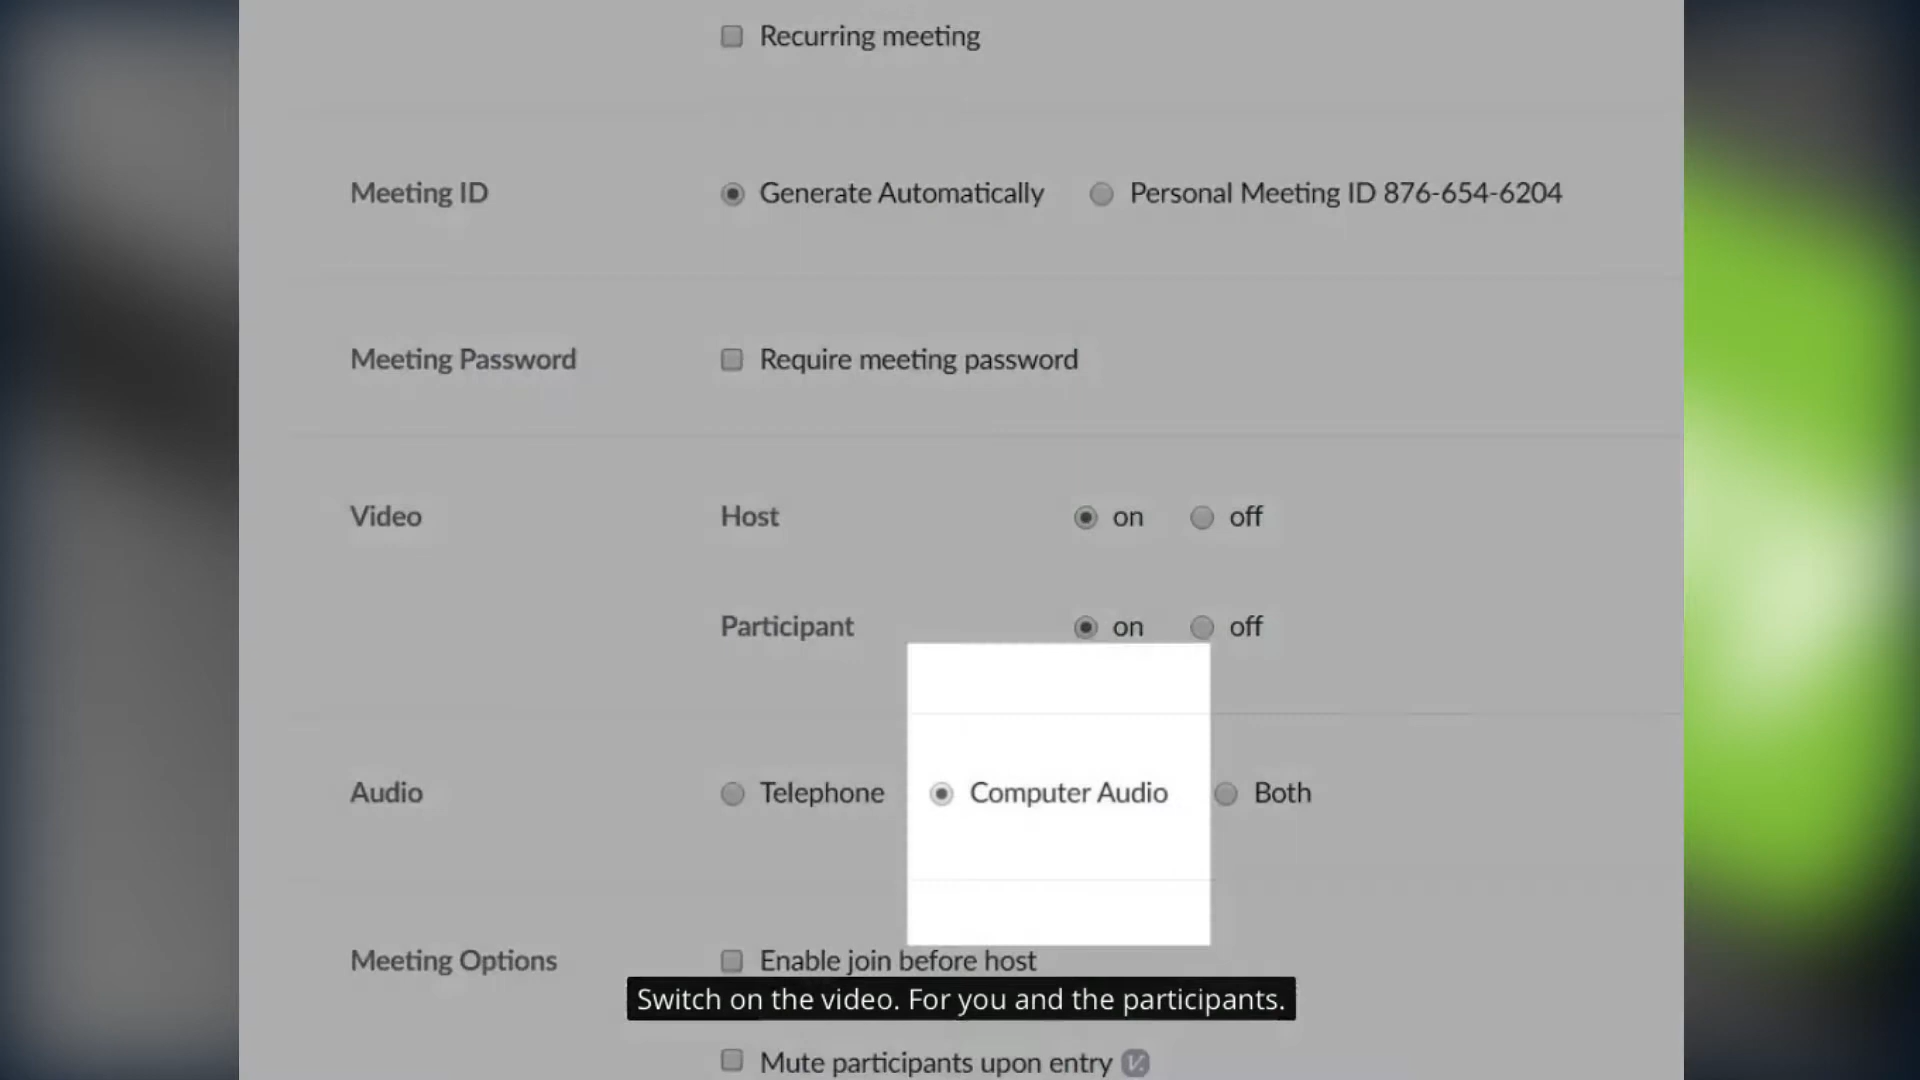 Recurring meeting
Meeting ID Generate Automatically Personal Meeting ID 876-654-6204
Meeting Password Require meeting password
Video Host on off
Participant on off
Audio Telephone Computer Audio Both
Meeting Options Enable join before host
Switch on the video. For you and the participants.
Mute participants upon entry